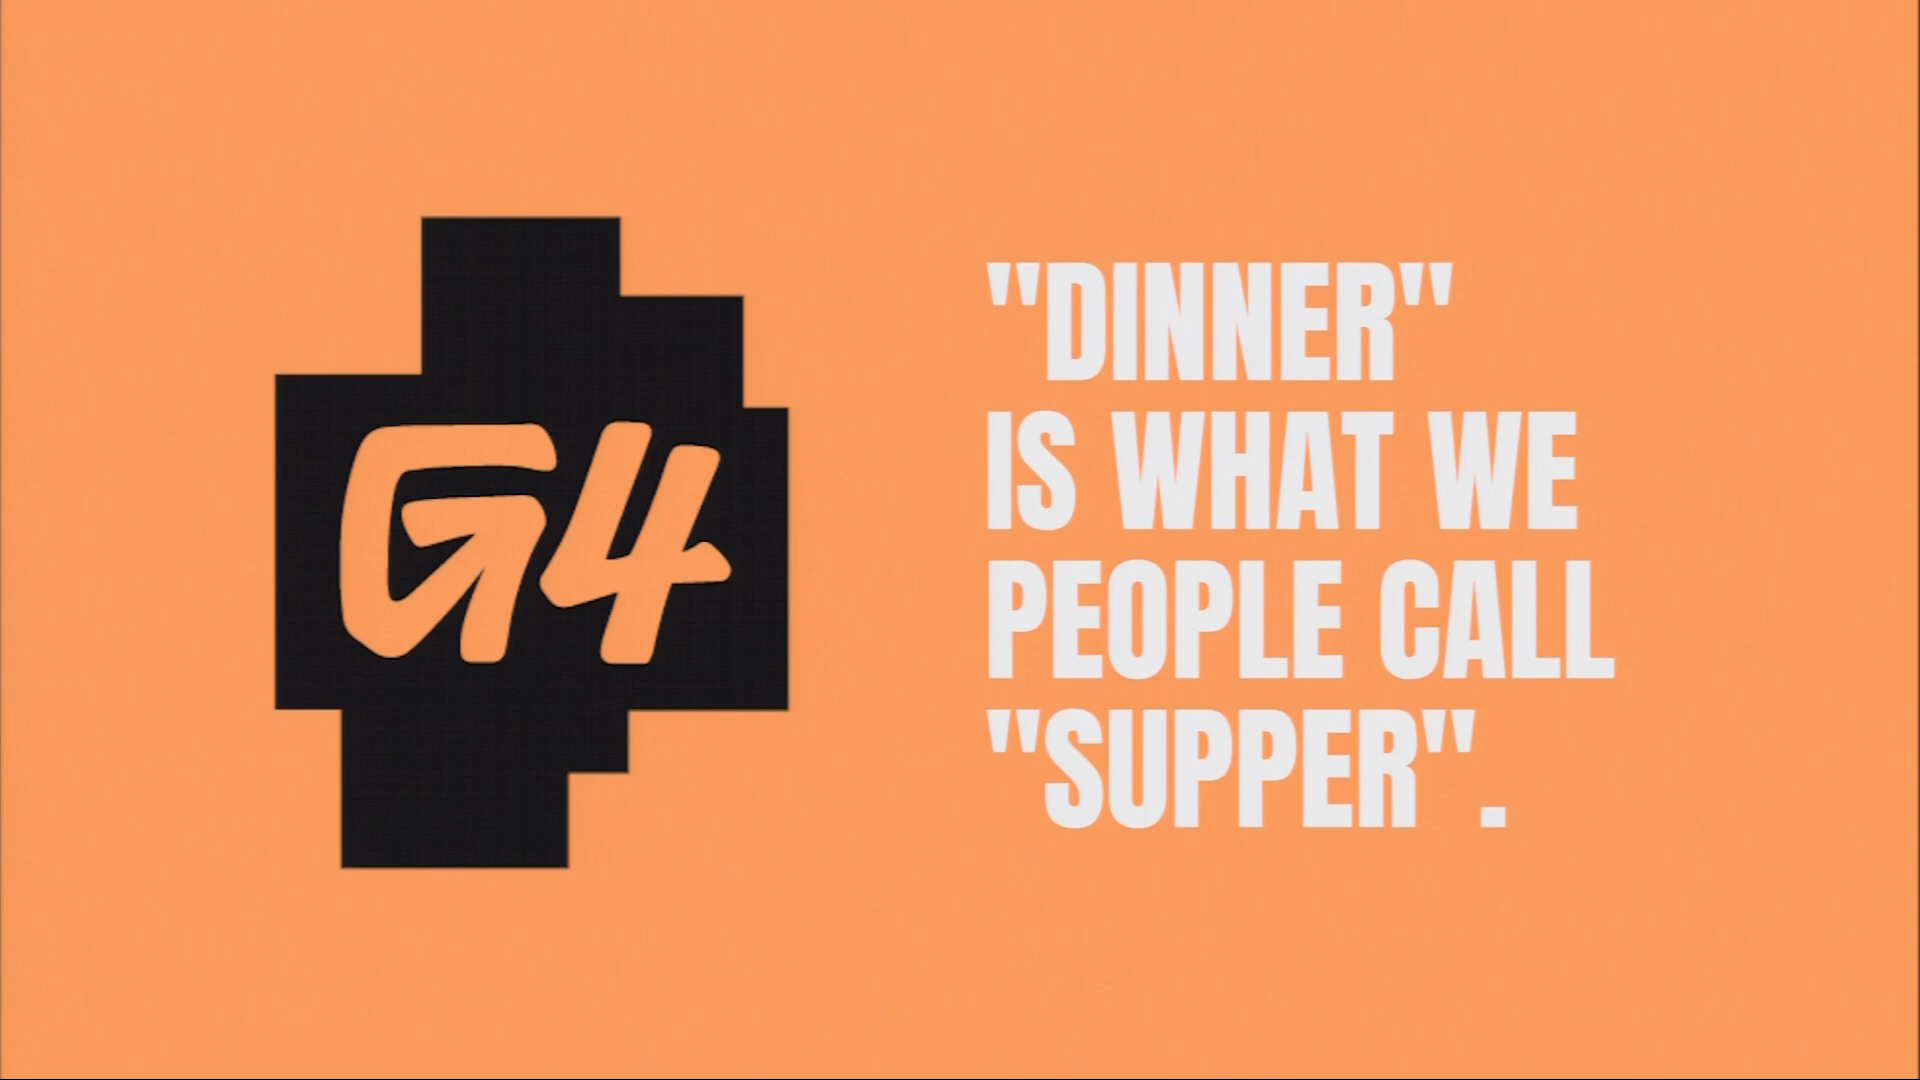 G4
"DINNER"
IS WHAT WE
PEOPLE CALL
"SUPPER".